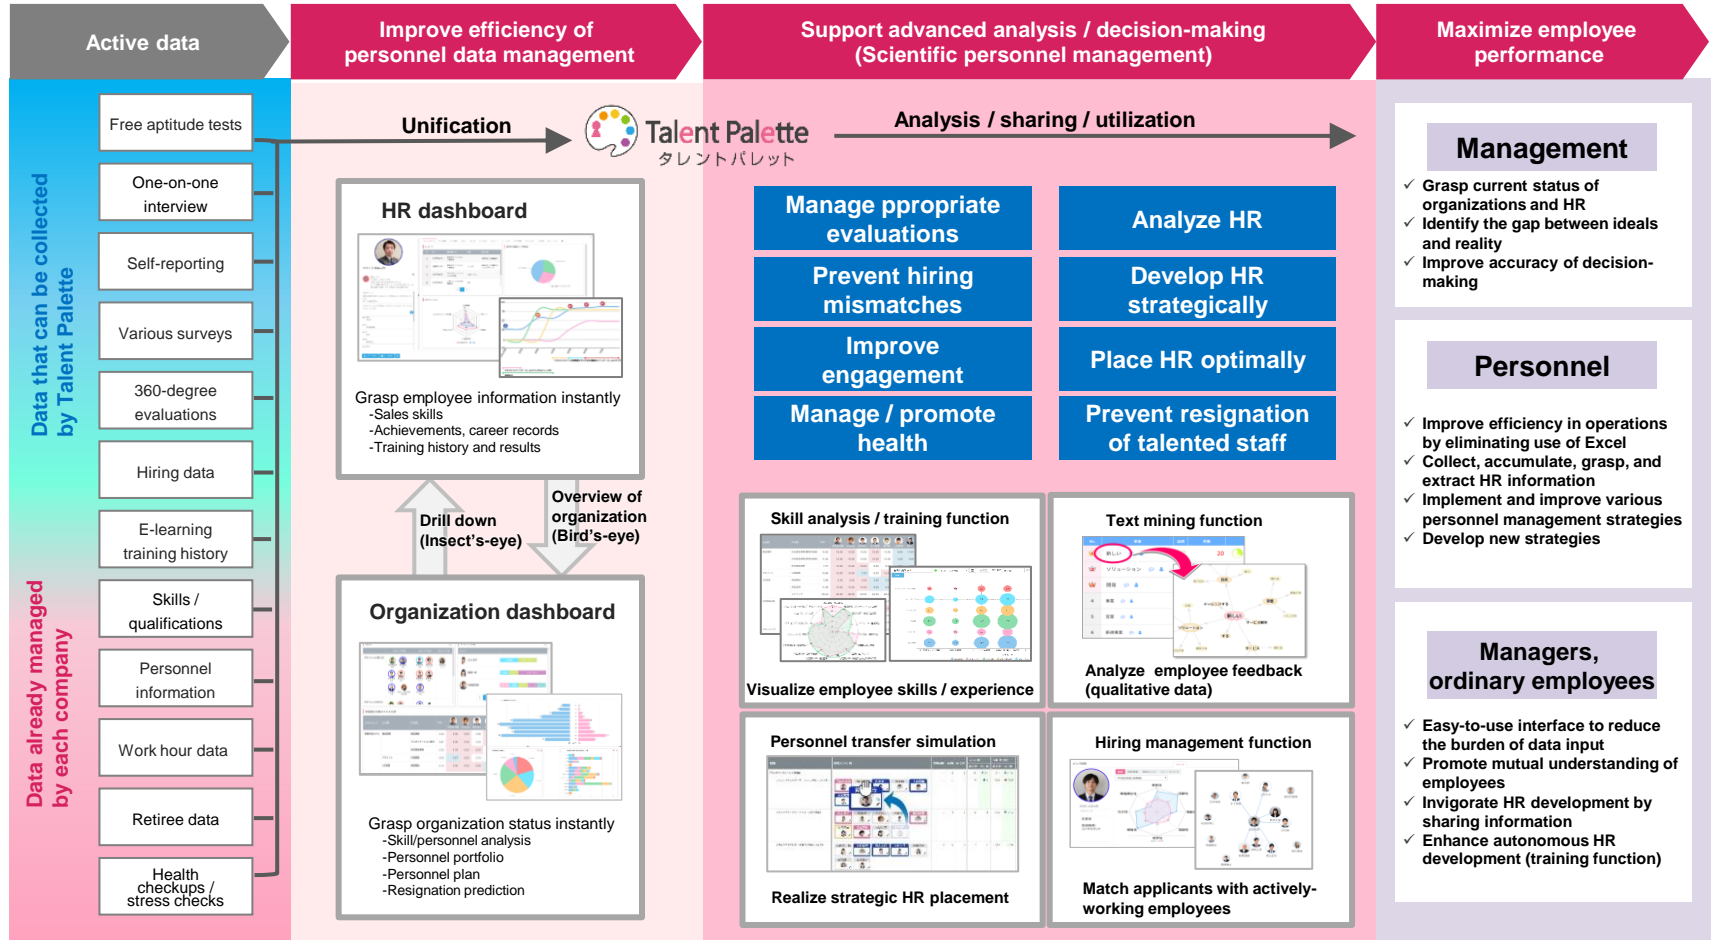 Active data
Improve efficiency of
personnel data management
Support advanced analysis / decision-making
(Scientific personnel management)
Maximize employee
performance
Data that can be collected
by Talent Palette
Data already managed
by each company
Free aptitude tests
One-on-one
interview
Self-reporting
Various surveys
360-degree
evaluations
Hiring data
E-learning
training history
Skills /
qualifications
Personnel
information
Work hour data
Retiree data
Health
checkups /
stress checks
Unification
Talent Palette
タレントパレット
Analysis / sharing / utilization
HR dashboard
Grasp employee information instantly
-Sales skills
-Achievements, career records
-Training history and results
Drill down
(Insect's-eye)
Overview of
organization
(Bird's-eye)
Organization dashboard
Grasp organization status instantly
-Skill/personnel analysis
-Personnel portfolio
-Personnel plan
-Resignation prediction
Manage ppropriate
evaluations
Analyze HR
Prevent hiring
mismatches
Develop HR
strategically
Improve
engagement
Place HR optimally
Manage / promote
health
Prevent resignation
of talented staff
Skill analysis / training function
Visualize employee skills / experience
Text mining function
新しい
20
ソリューション
開発
Analyze employee feedback
(qualitative data)
Personnel transfer simulation
Realize strategic HR placement
Hiring management function
Match applicants with actively-
working employees
Management
✓ Grasp current status of
organizations and HR
✓ Identify the gap between ideals
and reality
✓ Improve accuracy of decision-
making
Personnel
✓ Improve efficiency in operations
by eliminating use of Excel
✓ Collect, accumulate, grasp, and
extract HR information
✓ Implement and improve various
personnel management strategies
✓ Develop new strategies
Managers,
ordinary employees
✓ Easy-to-use interface to reduce
the burden of data input
✓ Promote mutual understanding of
employees
✓ Invigorate HR development by
sharing information
✓ Enhance autonomous HR
development (training function)